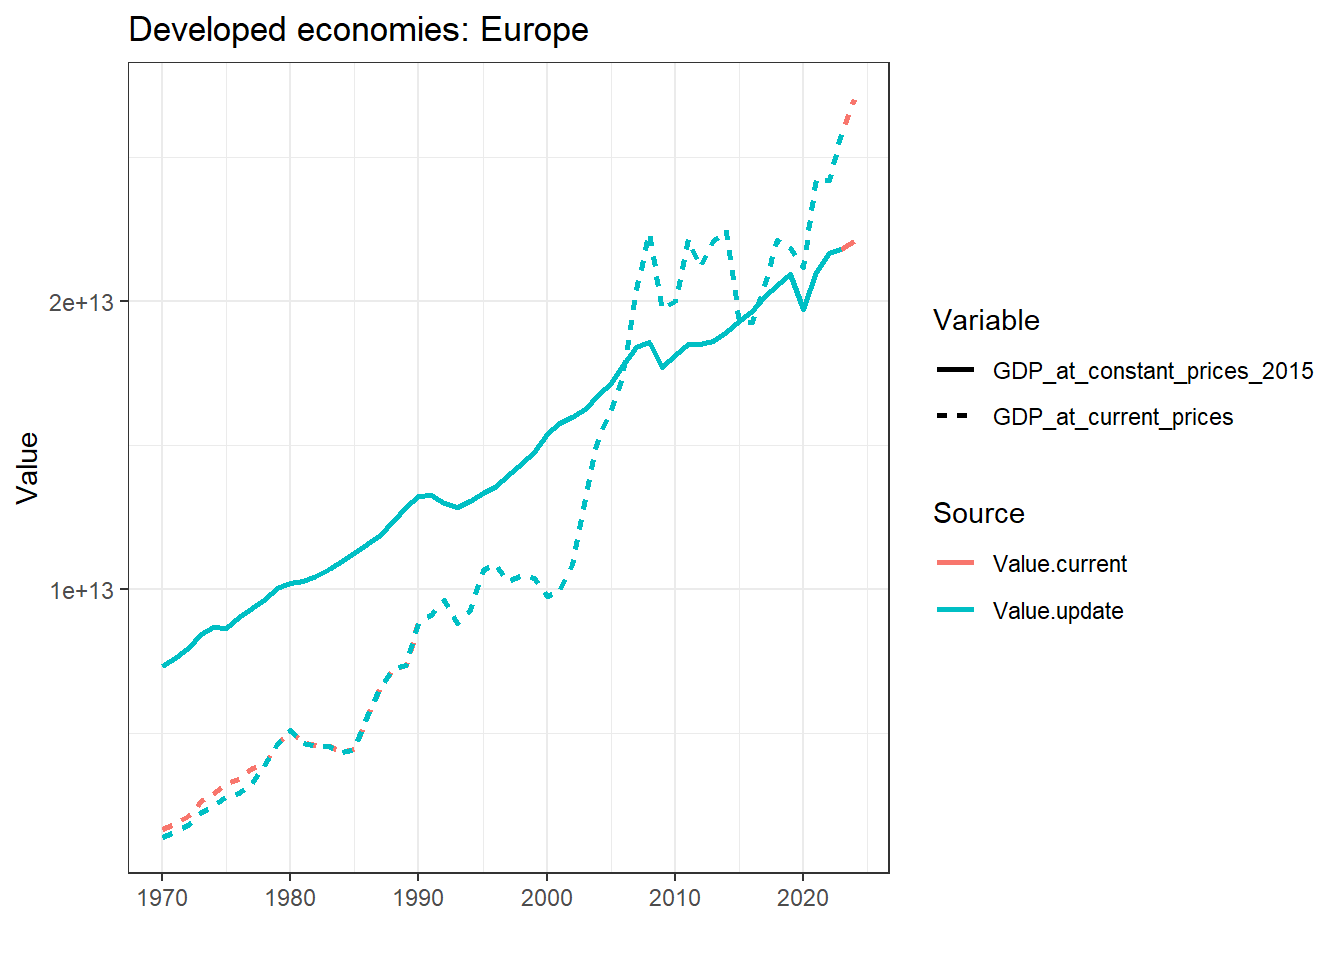 Developed economies: Europe
Value
2e+13
1e+13
1970 1980 1990 2000 2010 2020
Variable
GDP_at_constant_prices_2015
GDP_at_current_prices
Source
Value.current
Value.update